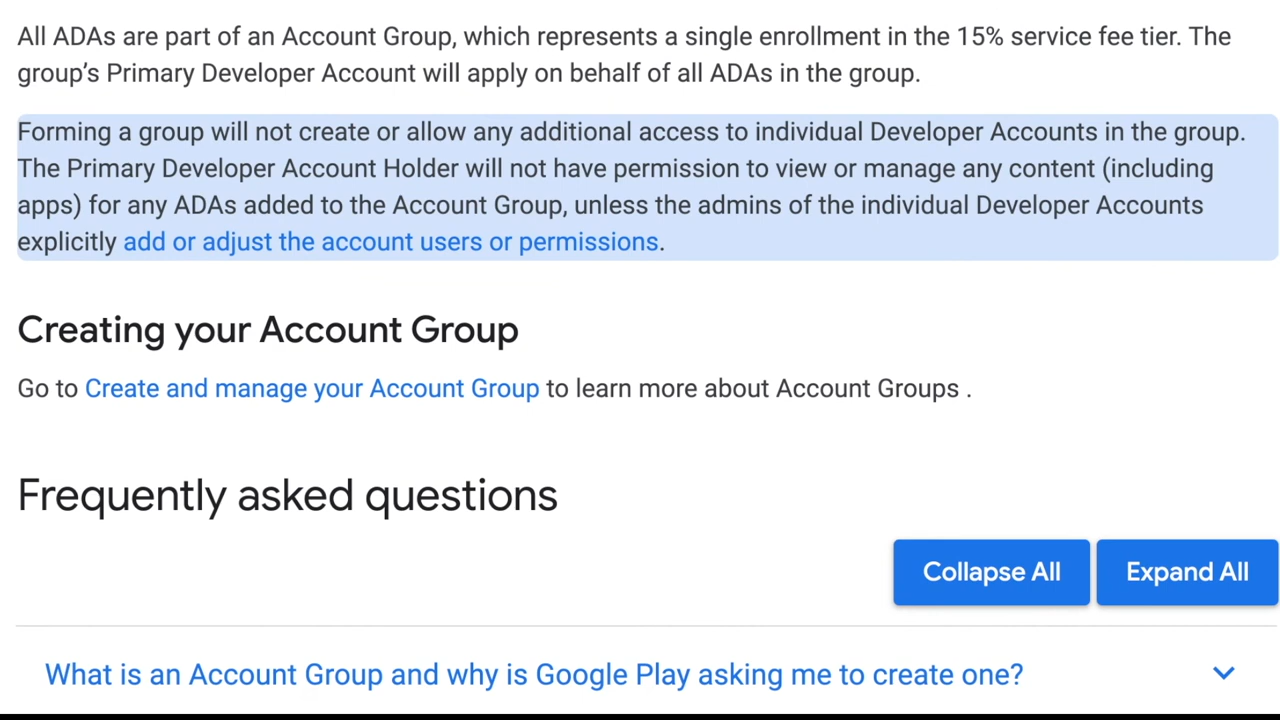 All ADAs are part of an Account Group, which represents a single enrollment in the 15% service fee tier. The
group’s Primary Developer Account will apply on behalf of all ADAs in the group.
Forming a group will not create or allow any additional access to individual Developer Accounts in the group.
The Primary Developer Account Holder will not have permission to view or manage any content (including
apps) for any ADAs added to the Account Group, unless the admins of the individual Developer Accounts
explicitly add or adjust the account users or permissions.
Creating your Account Group
Go to Create and manage your Account Group to learn more about Account Groups .
Frequently asked questions
Collapse All Expand All
What is an Account Group and why is Google Play asking me to create one?